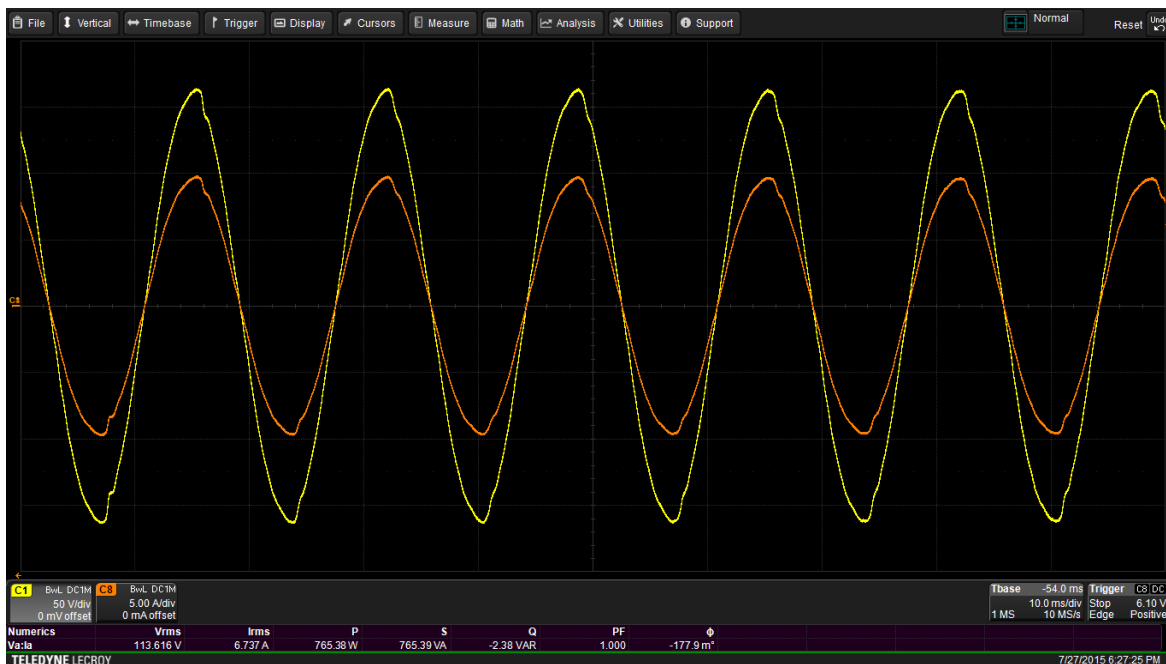 File Vertical Timebase Trigger Display Cursors Measure Math Analysis Utilities Support Normal Reset Undo
C8
C1 BwL DC1M C8 BwL DC1M Tbase -54.0 ms Trigger C8 DC
50 V/div 5.00 A/div 10.0 ms/div Stop 6.10 V
0 mV offset 0 mA offset 1 MS 10 MS/s Edge Positive
Numerics Vrms Irms P S Q PF ϕ
Va:Ia 113.616 V 6.737 A 765.38 W 765.39 VA -2.38 VAR 1.000 -177.9 m°
TELEDYNE LECROY 7/27/2015 6:27:25 PM